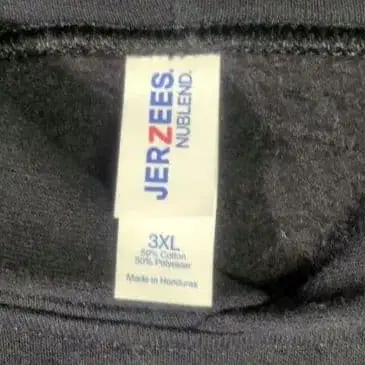 JERZEES.
NUBLEND.
3XL
50% Cotton
50% Polyester
Made in Honduras